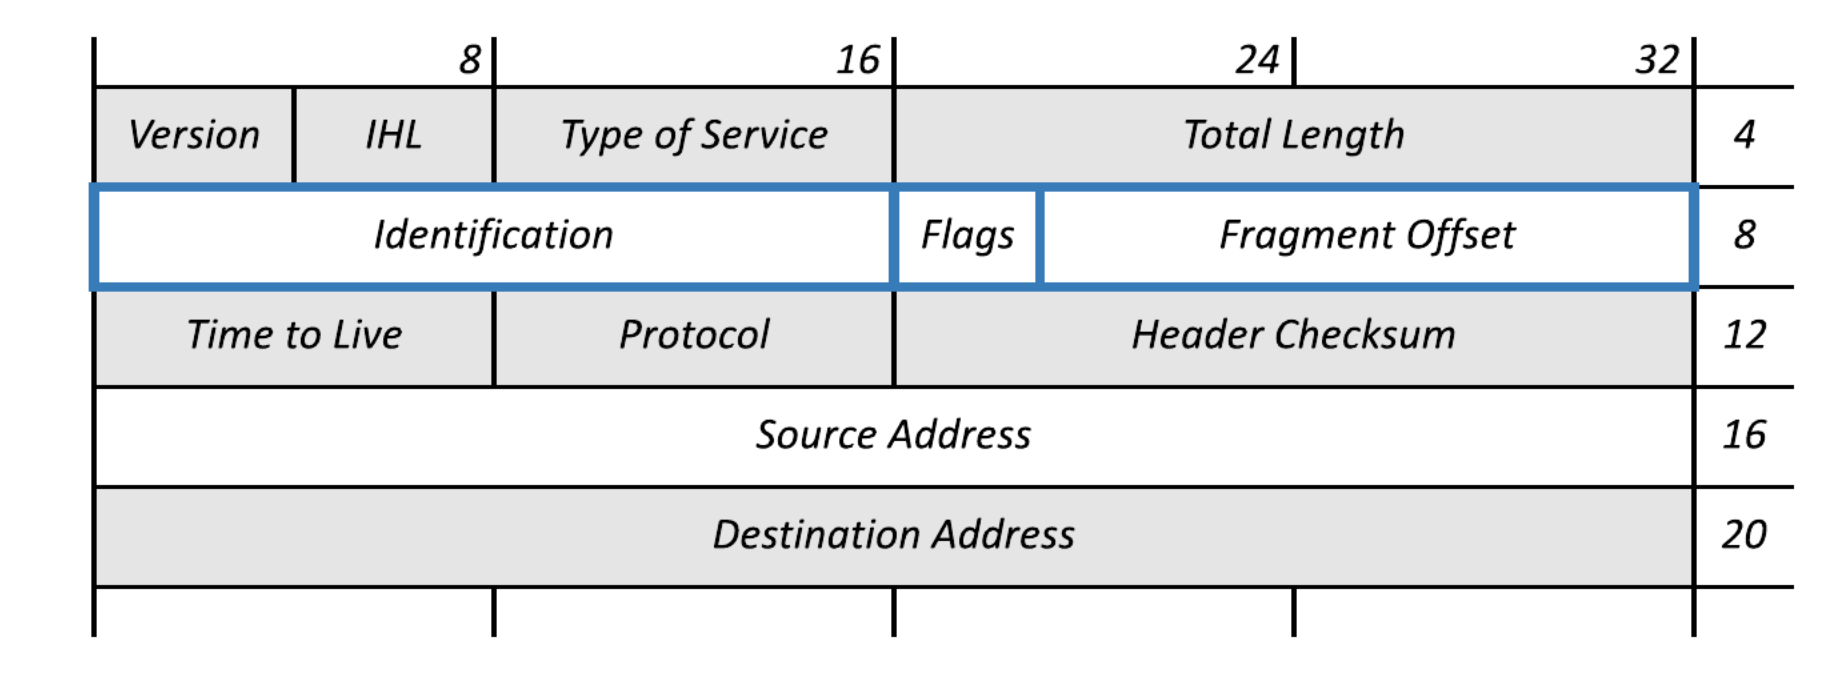 8 16 24 32
Version IHL Type of Service Total Length 4
Identification Flags Fragment Offset 8
Time to Live Protocol Header Checksum 12
Source Address 16
Destination Address 20